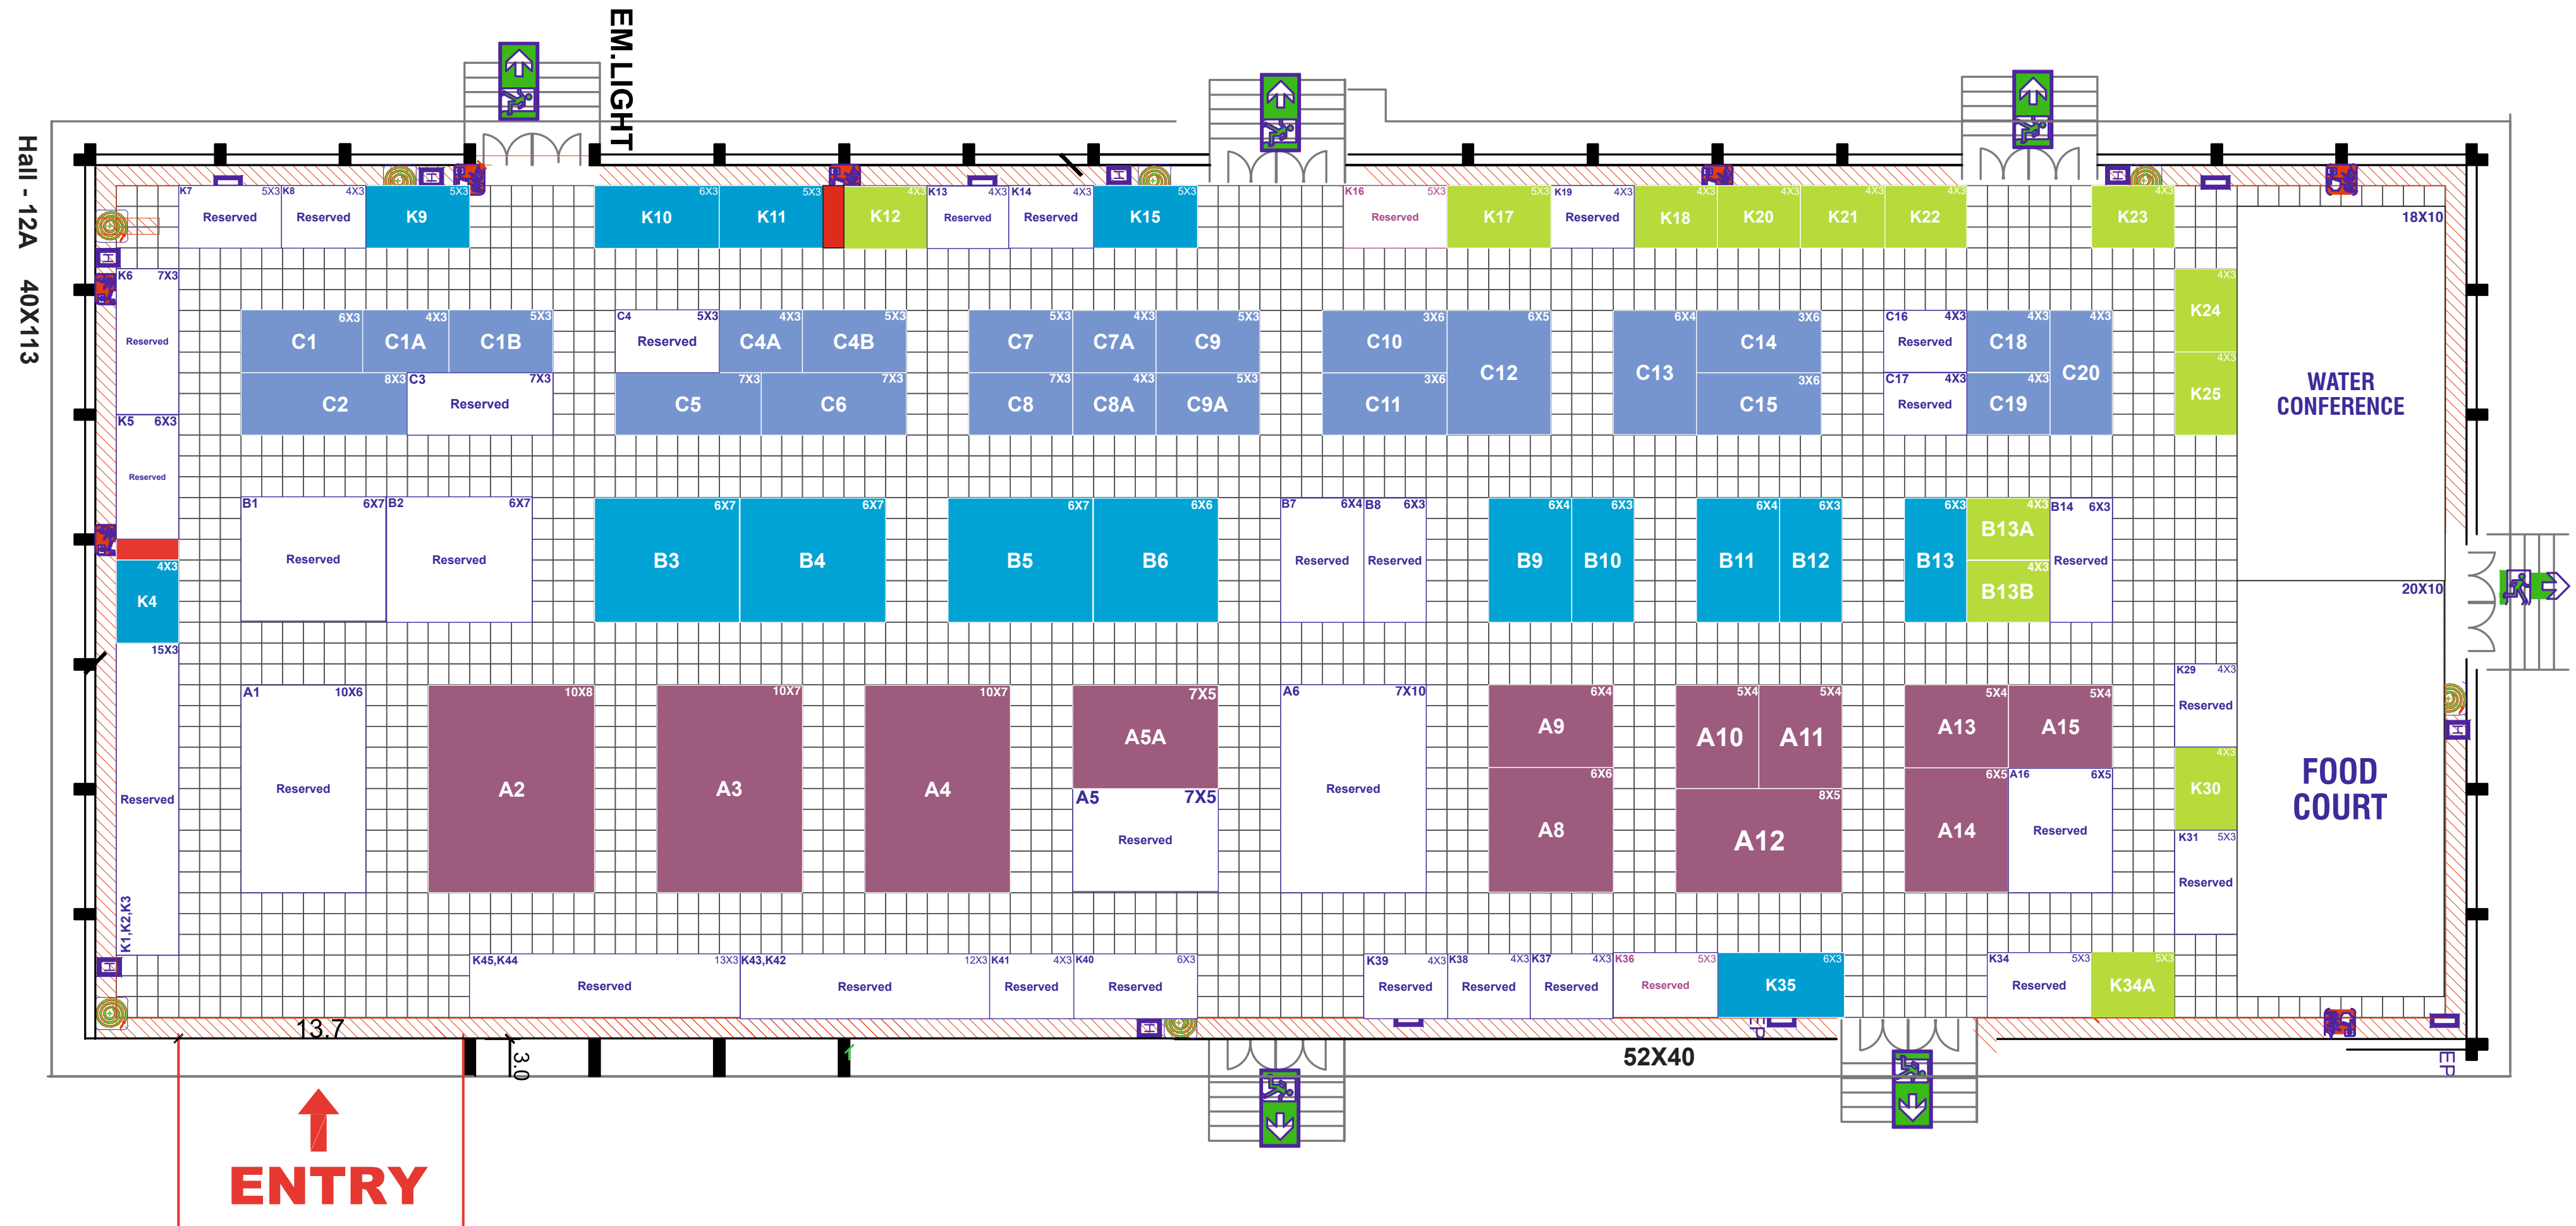 EM.LIGHT
Hall - 12A 40X113
K7 5X3 Reserved
K8 4X3 Reserved
5X3 K9
6X3 K10
5X3 K11
4X3 K12
K13 4X3 Reserved
K14 4X3 Reserved
5X3 K15
K16 5X3 Reserved
5X3 K17
K19 4X3 Reserved
4X3 K18
4X3 K20
4X3 K21
4X3 K22
4X3 K23
18X10
K6 7X3 Reserved
6X3 C1
4X3 C1A
5X3 C1B
C4 5X3 Reserved
4X3 C4A
5X3 C4B
5X3 C7
4X3 C7A
5X3 C9
3X6 C10
6X5 C12
6X4 C13
3X6 C14
C16 4X3 Reserved
4X3 C18
4X3 C20
4X3 K24
8X3 C2
C3 7X3 Reserved
7X3 C5
7X3 C6
7X3 C8
4X3 C8A
5X3 C9A
3X6 C11
3X6 C15
C17 4X3 Reserved
4X3 C19
4X3 K25
WATER
CONFERENCE
K5 6X3 Reserved
B1 6X7 Reserved
B2 6X7 Reserved
6X7 B3
6X7 B4
6X7 B5
6X6 B6
B7 6X4 Reserved
B8 6X3 Reserved
6X4 B9
6X3 B10
6X4 B11
6X3 B12
6X3 B13
4X3 B13A
4X3 B13B
B14 6X3 Reserved
4X3 K4
20X10
15X3 Reserved K1,K2,K3
A1 10X6 Reserved
10X8 A2
10X7 A3
10X7 A4
7X5 A5A
A5 7X5 Reserved
A6 7X10 Reserved
6X4 A9
6X6 A8
5X4 A10
5X4 A11
8X5 A12
5X4 A13
5X4 A15
6X5 A14
A16 6X5 Reserved
K29 4X3 Reserved
4X3 K30
K31 5X3 Reserved
FOOD
COURT
K45,K44 13X3 Reserved
K43,K42 12X3 Reserved
K41 4X3 Reserved
K40 6X3 Reserved
K39 4X3 Reserved
K38 4X3 Reserved
K37 4X3 Reserved
K36 5X3 Reserved
6X3 K35
K34 5X3 Reserved
5X3 K34A
13.7
3.0
EP
52X40
EP
ENTRY